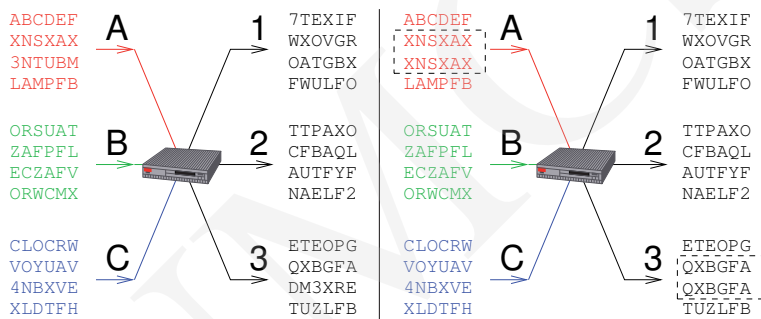 ABCDEF
XNSXAX
3NTUBM
LAMPFB
A
1
7TEXIF
WXOVGR
OATGBX
FWULFO
ORSUAT
ZAFPFL
ECZAFV
ORWCMX
B
2
TTPAXO
CFBAQL
AUTFYF
NAELF2
CLOCRW
VOYUAV
4NBXVE
XLDTFH
C
3
ETEOPG
QXBGFA
DM3XRE
TUZLFB
ABCDEF
XNSXAX
XNSXAX
LAMPFB
A
1
7TEXIF
WXOVGR
OATGBX
FWULFO
ORSUAT
ZAFPFL
ECZAFV
ORWCMX
B
2
TTPAXO
CFBAQL
AUTFYF
NAELF2
CLOCRW
VOYUAV
4NBXVE
XLDTFH
C
3
ETEOPG
QXBGFA
QXBGFA
TUZLFB